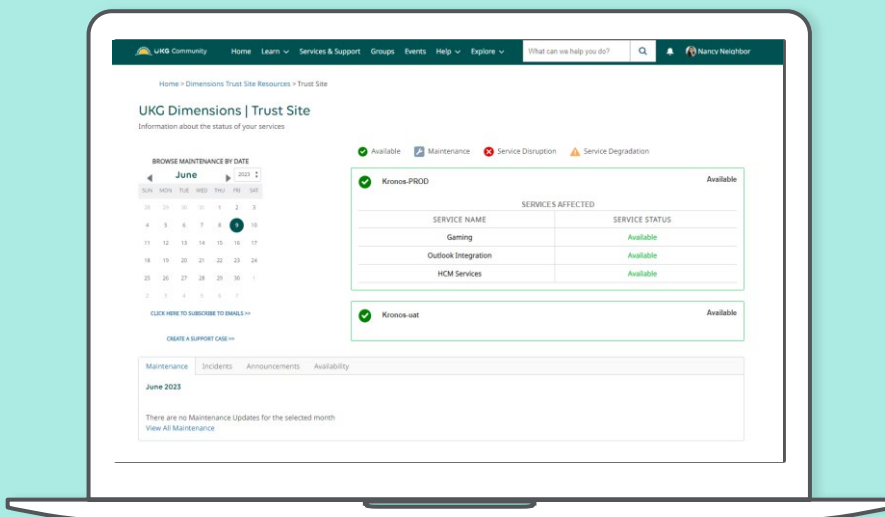 UKG Community Home Learn Services & Support Groups Events Help Explore What can we help you do? Nancy Neighbor
Home > Dimensions Trust Site Resources > Trust Site
UKG Dimensions | Trust Site
Information about the status of your services
Available Maintenance Service Disruption Service Degradation
BROWSE MAINTENANCE BY DATE
June 2023
SUN MON TUE WED THU FRI SAT
28 29 30 31 1 2 3
4 5 6 7 8 9 10
11 12 13 14 15 16 17
18 19 20 21 22 23 24
25 26 27 28 29 30 1
2 3 4 5 6 7
CLICK HERE TO SUBSCRIBE TO EMAILS >>
CREATE A SUPPORT CASE >>
Kronos-PROD Available
SERVICES AFFECTED
SERVICE NAME SERVICE STATUS
Gaming Available
Outlook Integration Available
HCM Services Available
Kronos-uat Available
Maintenance Incidents Announcements Availability
June 2023
There are no Maintenance Updates for the selected month
View All Maintenance